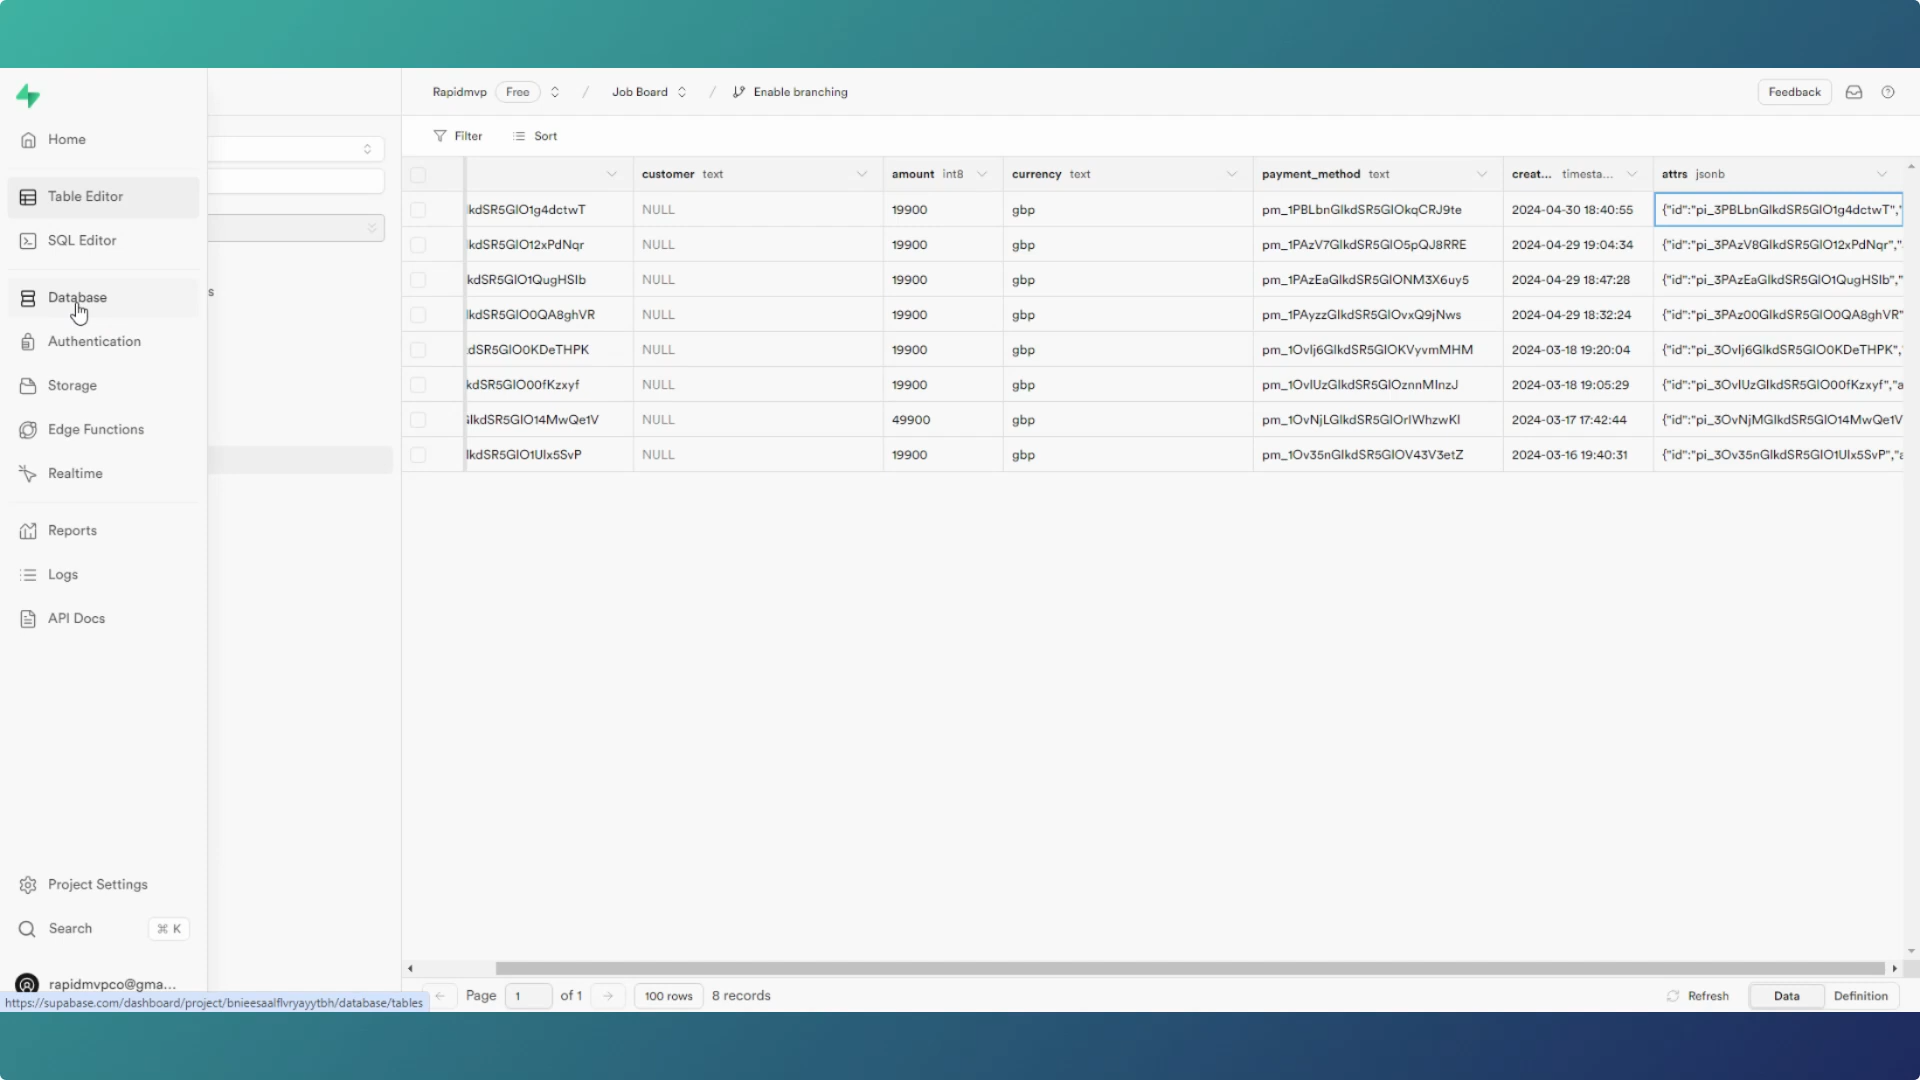 Rapidmvp Free / Job Board / Enable branching
Feedback
Home
Table Editor
SQL Editor
Database
s
Authentication
Storage
Edge Functions
Realtime
Reports
Logs
API Docs
Project Settings
Search ⌘ K
rapidmvpco@gma...
https://supabase.com/dashboard/project/bnieesaalflvryayytbh/database/tables
Filter Sort
customer text amount int8 currency text payment_method text creat... timesta... attrs jsonb
kdSR5GlO1g4dctwT NULL 19900 gbp pm_1PBLbnGlkdSR5GlOkqCRJ9te 2024-04-30 18:40:55 {"id":"pi_3PBLbnGlkdSR5GlO1g4dctwT","
kdSR5GlO12xPdNqr NULL 19900 gbp pm_1PAzV7GlkdSR5GlO5pQJ8RRE 2024-04-29 19:04:34 {"id":"pi_3PAzV8GlkdSR5GlO12xPdNqr","
kdSR5GlO1QugHSlb NULL 19900 gbp pm_1PAzEaGlkdSR5GlONM3X6uy5 2024-04-29 18:47:28 {"id":"pi_3PAzEaGlkdSR5GlO1QugHSlb","
lkdSR5GlO0QA8ghVR NULL 19900 gbp pm_1PAyzzGlkdSR5GlOvxQ9jNws 2024-04-29 18:32:24 {"id":"pi_3PAz00GlkdSR5GlO0QA8ghVR"
dSR5GlO0KDeTHPK NULL 19900 gbp pm_1OvIj6GlkdSR5GlOKVyvmMHM 2024-03-18 19:20:04 {"id":"pi_3OvIj6GlkdSR5GlO0KDeTHPK",
kdSR5GlO00fKzxyf NULL 19900 gbp pm_1OvIUzGlkdSR5GlOznnMInzJ 2024-03-18 19:05:29 {"id":"pi_3OvIUzGlkdSR5GlO00fKzxyf","a
lkdSR5GlO14MwQe1V NULL 49900 gbp pm_1OvNjLGlkdSR5GlOrIWhzwKl 2024-03-17 17:42:44 {"id":"pi_3OvNjMGlkdSR5GlO14MwQe1V
lkdSR5GlO1Ulx5SvP NULL 19900 gbp pm_1Ov35nGlkdSR5GlOV43V3etZ 2024-03-16 19:40:31 {"id":"pi_3Ov35nGlkdSR5GlO1Ulx5SvP","a
Page 1 of 1 100 rows 8 records Refresh Data Definition